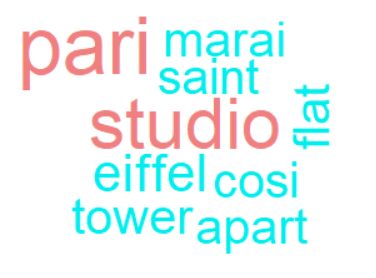 pari marai
saint
studio flat
eiffel cosi
tower apart